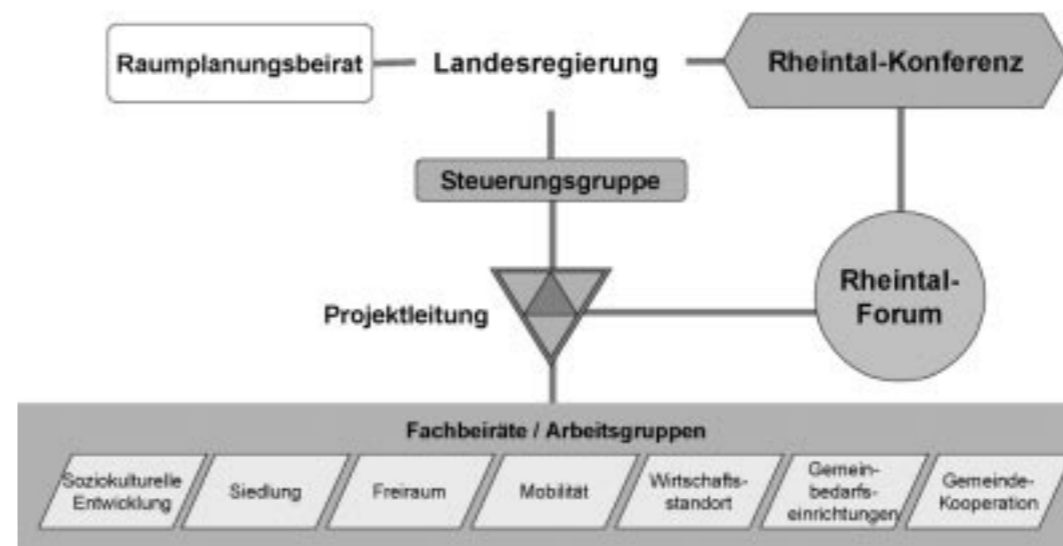 Raumplanungsbeirat
Landesregierung
Rheintal-Konferenz
Steuerungsgruppe
Projektleitung
Rheintal-
Forum
Fachbeiräte / Arbeitsgruppen
Soziokulturelle
Entwicklung
Siedlung
Freiraum
Mobilität
Wirtschafts-
standort
Gemein-
bedarfs-
einrichtungen
Gemeinde-
Kooperation